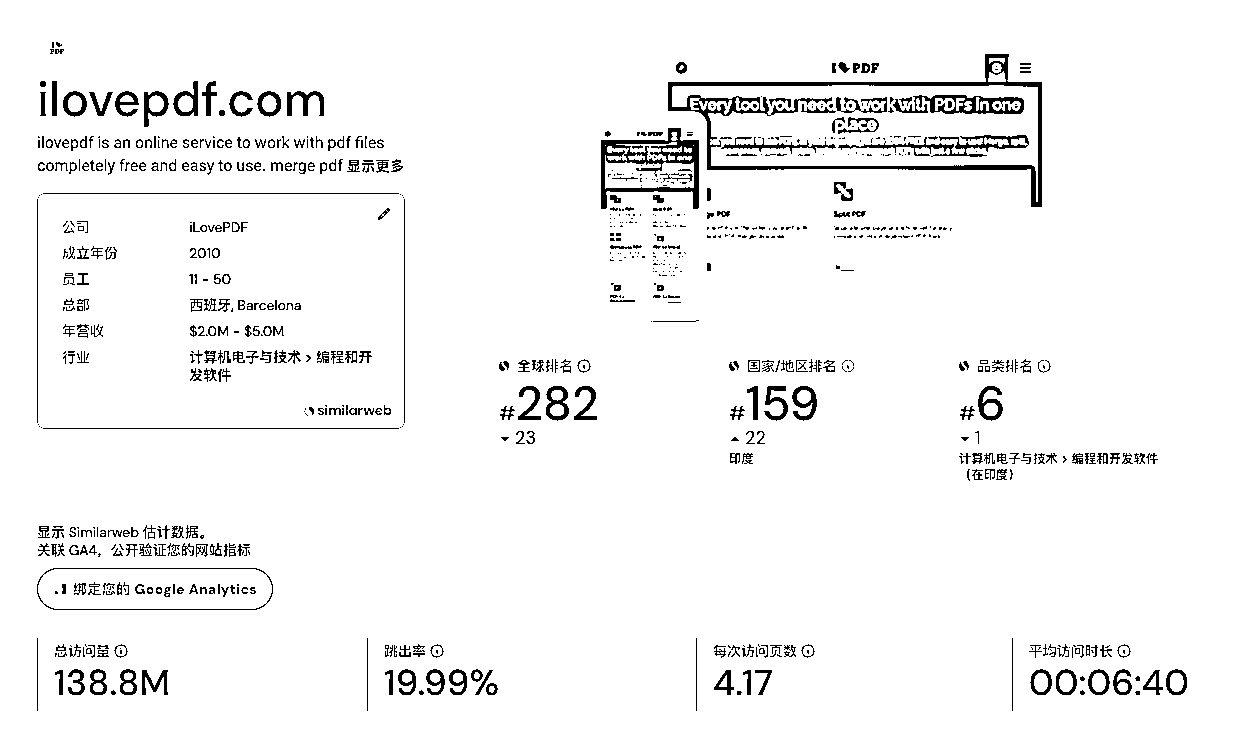 I PDF
ilovepdf.com
ilovepdf is an online service to work with pdf files
completely free and easy to use. merge pdf 显示更多
公司 iLovePDF
成立年份 2010
员工 11 - 50
总部 西班牙, Barcelona
年营收 $2.0M - $5.0M
行业 计算机电子与技术 > 编程和开
发软件
similarweb
I PDF
Every tool you need to work with PDFs in one
place
Split PDF
全球排名
#282
23
国家/地区排名
#159
22
印度
品类排名
#6
1
计算机电子与技术 > 编程和开发软件
（在印度）
显示 Similarweb 估计数据。
关联 GA4，公开验证您的网站指标
绑定您的 Google Analytics
总访问量
138.8M
跳出率
19.99%
每次访问页数
4.17
平均访问时长
00:06:40